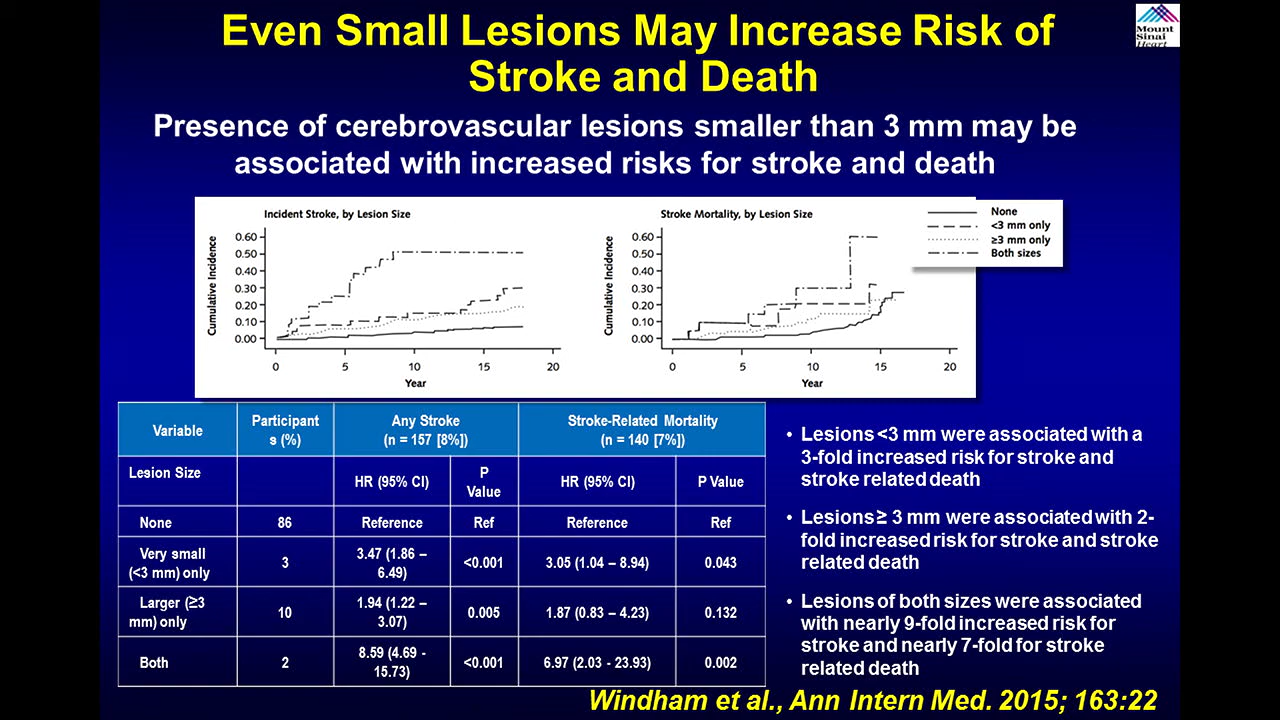 Even Small Lesions May Increase Risk of
Stroke and Death
Mount
Sinai
Heart
Presence of cerebrovascular lesions smaller than 3 mm may be
associated with increased risks for stroke and death
Incident Stroke, by Lesion Size
Cumulative Incidence
0.60
0.50
0.40
0.30
0.20
0.10
0.00
0 5 10 15 20
Year
Stroke Mortality, by Lesion Size
Cumulative Incidence
0.60
0.50
0.40
0.30
0.20
0.10
0.00
0 5 10 15 20
Year
None
<3 mm only
≥3 mm only
Both sizes
Variable
Participant
s (%)
Any Stroke
(n = 157 [8%])
Stroke-Related Mortality
(n = 140 [7%])
Lesion Size
HR (95% CI)
P
Value
HR (95% CI)
P Value
None
86
Reference
Ref
Reference
Ref
Very small
(<3 mm) only
3
3.47 (1.86 –
6.49)
<0.001
3.05 (1.04 – 8.94)
0.043
Larger (≥3
mm) only
10
1.94 (1.22 –
3.07)
0.005
1.87 (0.83 – 4.23)
0.132
Both
2
8.59 (4.69 -
15.73)
<0.001
6.97 (2.03 - 23.93)
0.002
• Lesions <3 mm were associated with a
3-fold increased risk for stroke and
stroke related death
• Lesions ≥ 3 mm were associated with 2-
fold increased risk for stroke and stroke
related death
• Lesions of both sizes were associated
with nearly 9-fold increased risk for
stroke and nearly 7-fold for stroke
related death
Windham et al., Ann Intern Med. 2015; 163:22